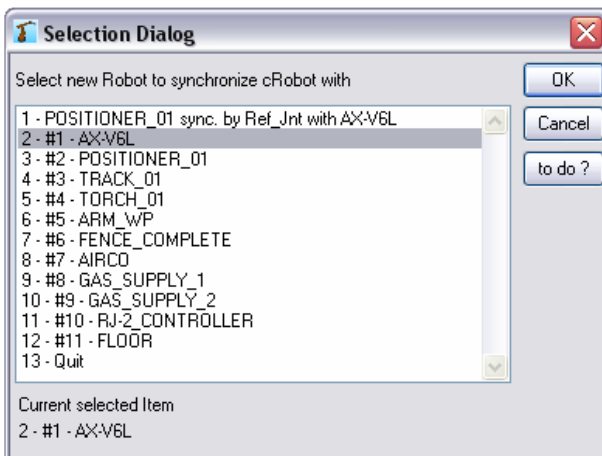 Selection Dialog
Select new Robot to synchronize cRobot with
OK
1 - POSITIONER_01 sync. by Ref_Jnt with AX-V6L
2 - #1 - AX-V6L
Cancel
3 - #2 - POSITIONER_01
4 - #3 - TRACK_01
to do ?
5 - #4 - TORCH_01
6 - #5 - ARM_WP
7 - #6 - FENCE_COMPLETE
8 - #7 - AIRCO
9 - #8 - GAS_SUPPLY_1
10 - #9 - GAS_SUPPLY_2
11 - #10 - RJ-2_CONTROLLER
12 - #11 - FLOOR
13 - Quit
Current selected Item
2 - #1 - AX-V6L